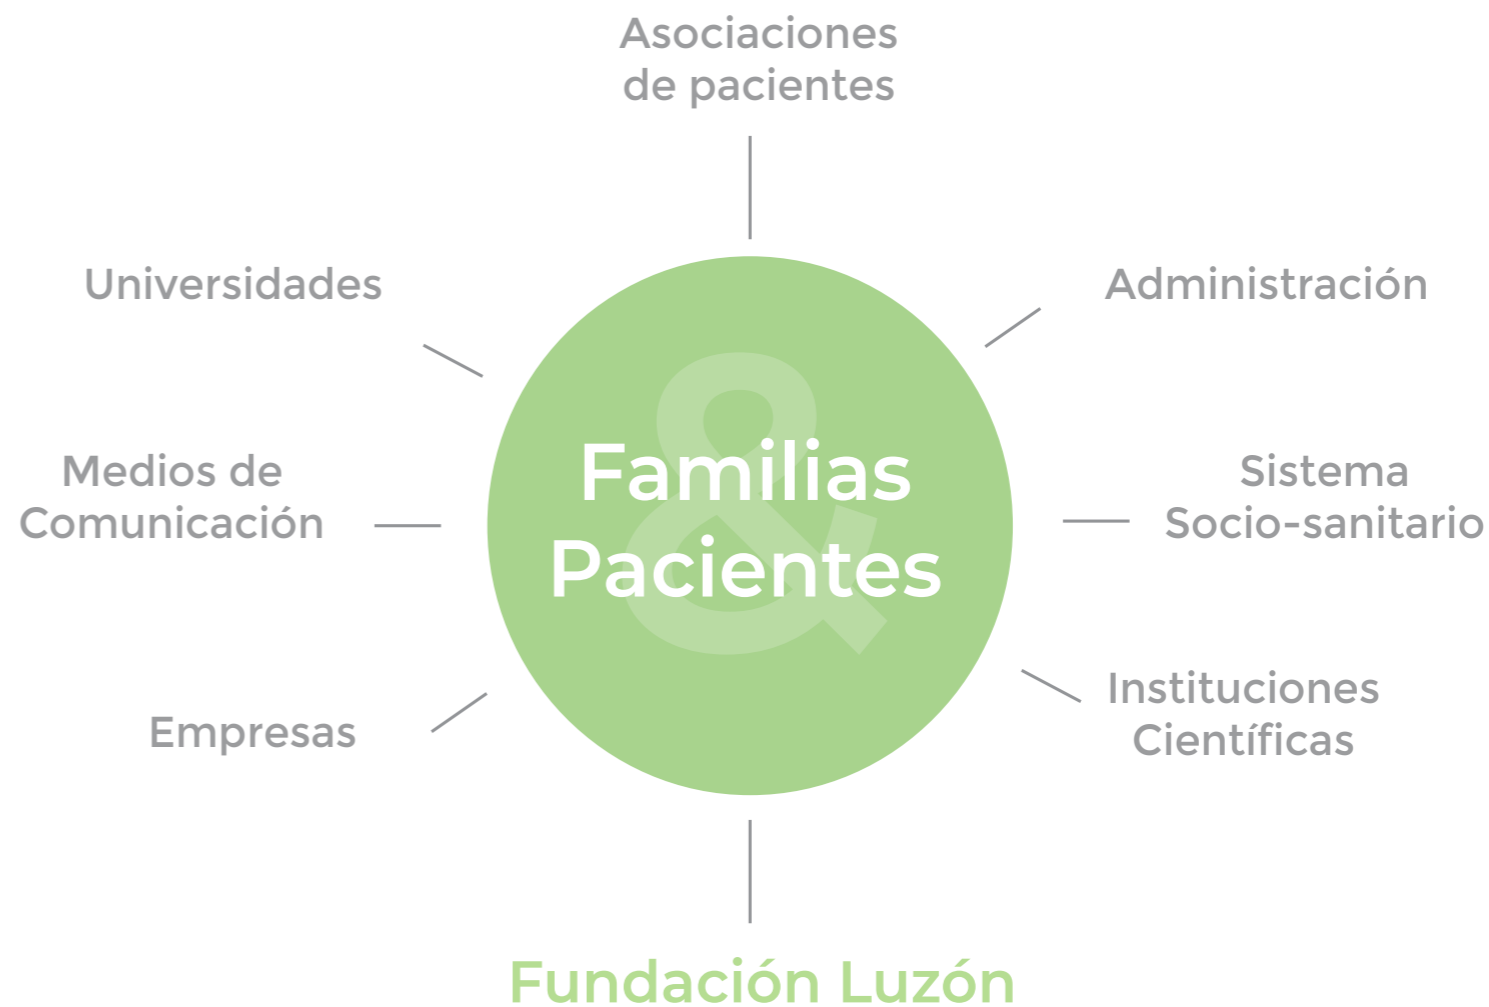 Asociaciones
de pacientes
Universidades
Administración
Medios de
Comunicación
&
Familias
Pacientes
Sistema
Socio-sanitario
Empresas
Instituciones
Científicas
Fundación Luzón